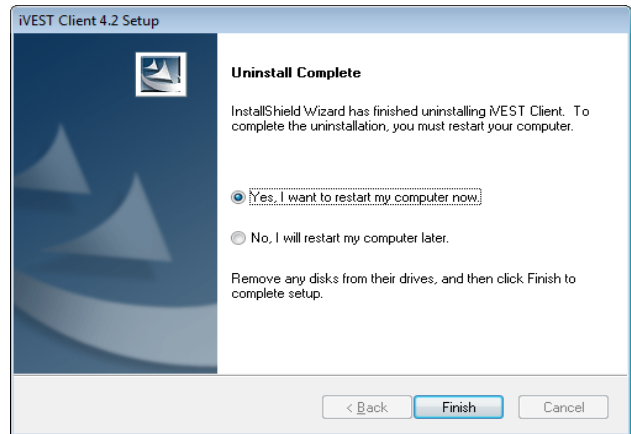 iVEST Client 4.2 Setup
Uninstall Complete
InstallShield Wizard has finished uninstalling iVEST Client.  To
complete the uninstallation, you must restart your computer.
Yes, I want to restart my computer now.
No, I will restart my computer later.
Remove any disks from their drives, and then click Finish to
complete setup.
< Back
Finish
Cancel